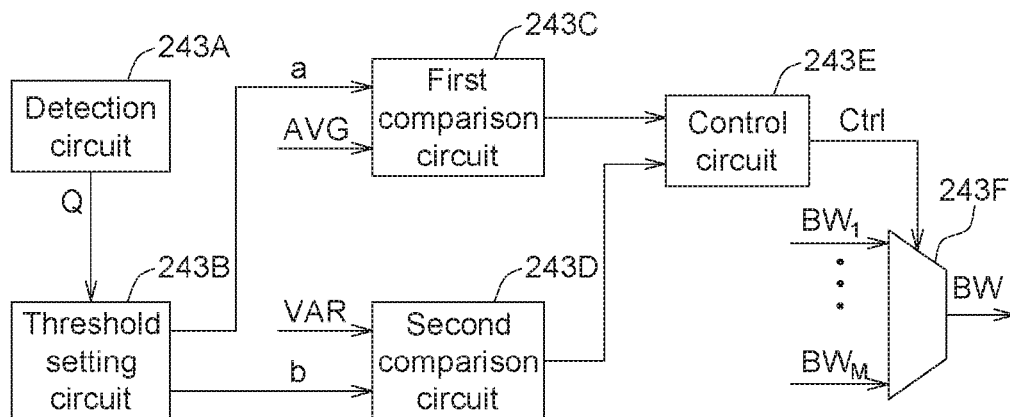 243A
Detection
circuit
Q
243B
Threshold
setting
circuit
a
b
243C
First
comparison
circuit
AVG
VAR
243D
Second
comparison
circuit
243E
Control
circuit
Ctrl
243F
BW1
BWM
BW